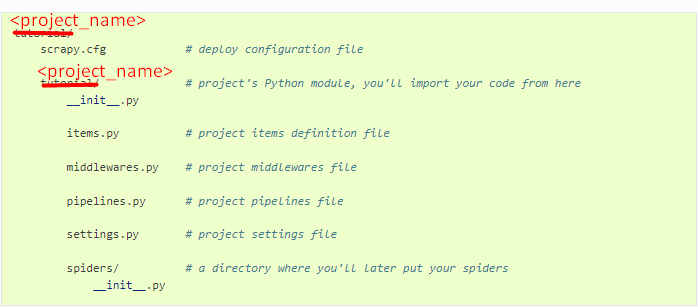 <project_name>
tutorial/
scrapy.cfg # deploy configuration file
<project_name>
tutorial/ # project's Python module, you'll import your code from here
__init__.py
items.py # project items definition file
middlewares.py # project middlewares file
pipelines.py # project pipelines file
settings.py # project settings file
spiders/ # a directory where you'll later put your spiders
__init__.py